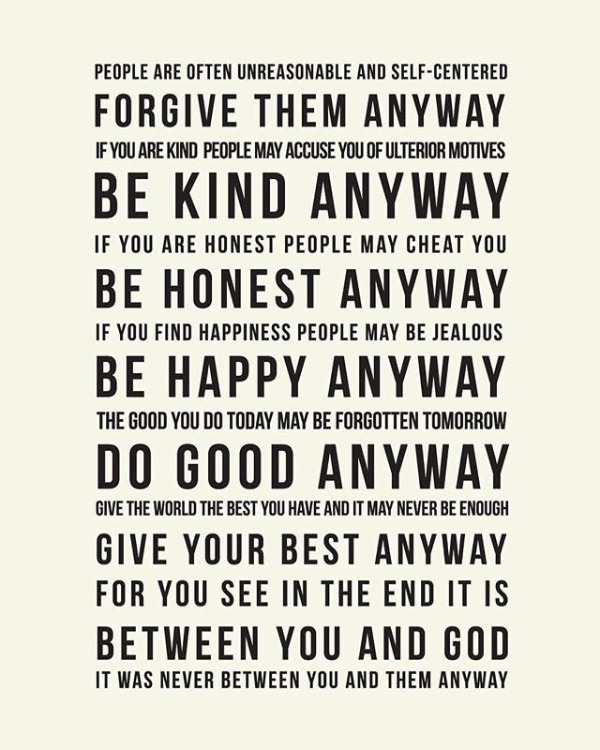 PEOPLE ARE OFTEN UNREASONABLE AND SELF-CENTERED
FORGIVE THEM ANYWAY
IF YOU ARE KIND PEOPLE MAY ACCUSE YOU OF ULTERIOR MOTIVES
BE KIND ANYWAY
IF YOU ARE HONEST PEOPLE MAY CHEAT YOU
BE HONEST ANYWAY
IF YOU FIND HAPPINESS PEOPLE MAY BE JEALOUS
BE HAPPY ANYWAY
THE GOOD YOU DO TODAY MAY BE FORGOTTEN TOMORROW
DO GOOD ANYWAY
GIVE THE WORLD THE BEST YOU HAVE AND IT MAY NEVER BE ENOUGH
GIVE YOUR BEST ANYWAY
FOR YOU SEE IN THE END IT IS
BETWEEN YOU AND GOD
IT WAS NEVER BETWEEN YOU AND THEM ANYWAY